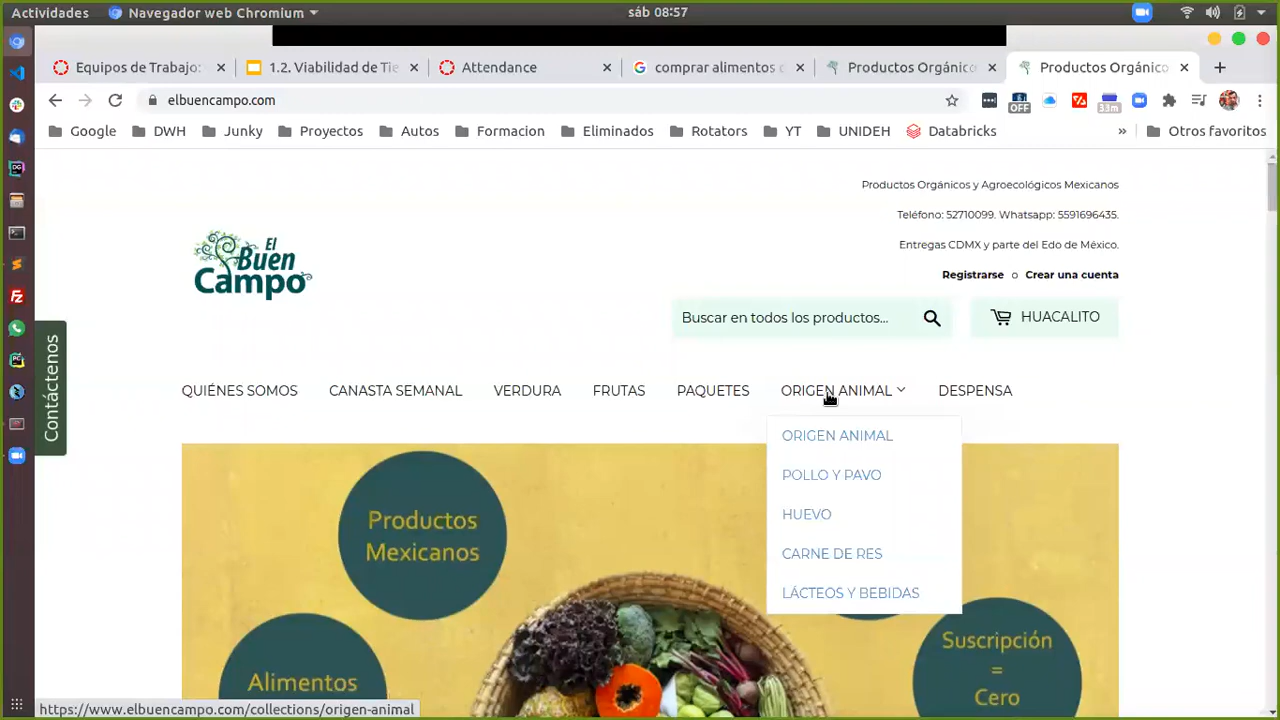 Actividades
Navegador web Chromium
sáb 08:57
Equipos de Trabajo:
1.2. Viabilidad de Tie
Attendance
comprar alimentos
Productos Orgánico
Productos Orgánico
elbuencampo.com
OFF
33m
Google
DWH
Junky
Proyectos
Autos
Formacion
Eliminados
Rotators
YT
UNIDEH
Databricks
»
Otros favoritos
Productos Orgánicos y Agroecológicos Mexicanos
Teléfono: 52710099. Whatsapp: 5591696435.
Entregas CDMX y parte del Edo de México.
Registrarse o Crear una cuenta
El
Buen
Campo
Buscar en todos los productos...
HUACALITO
Contáctenos
QUIÉNES SOMOS
CANASTA SEMANAL
VERDURA
FRUTAS
PAQUETES
ORIGEN ANIMAL
DESPENSA
ORIGEN ANIMAL
POLLO Y PAVO
HUEVO
CARNE DE RES
LÁCTEOS Y BEBIDAS
Productos
Mexicanos
Alimentos
Suscripción
=
Cero
https://www.elbuencampo.com/collections/origen-animal